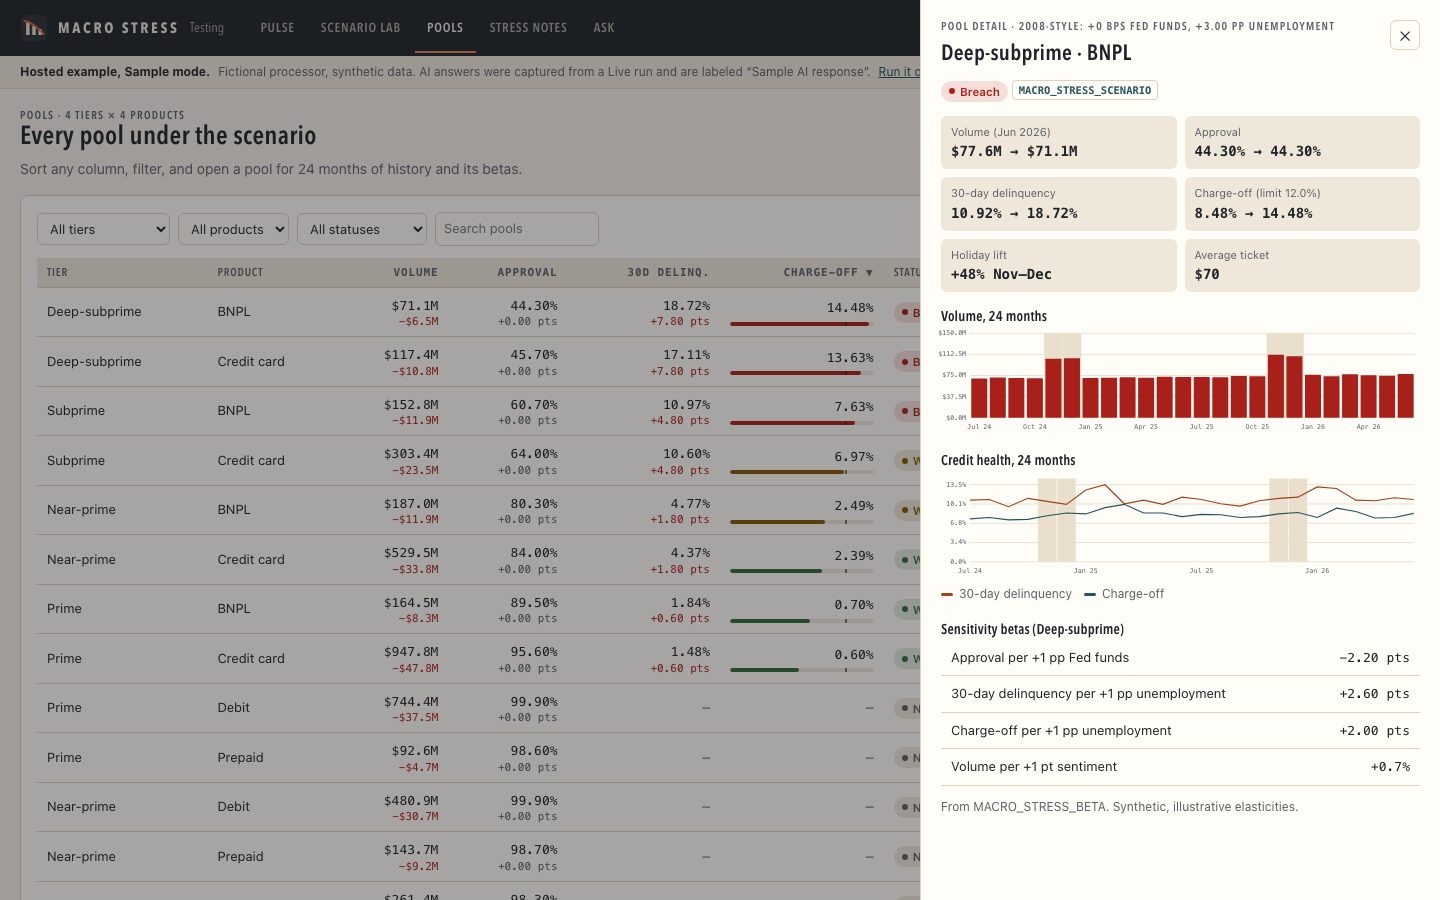 MACRO STRESS Testing PULSE SCENARIO LAB POOLS STRESS NOTES ASK
Hosted example, Sample mode. Fictional processor, synthetic data. AI answers were captured from a Live run and are labeled “Sample AI response”. Run it
POOLS · 4 TIERS × 4 PRODUCTS
Every pool under the scenario
Sort any column, filter, and open a pool for 24 months of history and its betas.
All tiers All products All statuses Search pools
TIER PRODUCT VOLUME APPROVAL 30D DELINQ. CHARGE-OFF ▼ STATU
Deep-subprime BNPL $71.1M 44.30% 18.72% 14.48% B
−$6.5M +0.00 pts +7.80 pts
Deep-subprime Credit card $117.4M 45.70% 17.11% 13.63% B
−$10.8M +0.00 pts +7.80 pts
Subprime BNPL $152.8M 60.70% 10.97% 7.63% B
−$11.9M +0.00 pts +4.80 pts
Subprime Credit card $303.4M 64.00% 10.60% 6.97% W
−$23.5M +0.00 pts +4.80 pts
Near-prime BNPL $187.0M 80.30% 4.77% 2.49% W
−$11.9M +0.00 pts +1.80 pts
Near-prime Credit card $529.5M 84.00% 4.37% 2.39% W
−$33.8M +0.00 pts +1.80 pts
Prime BNPL $164.5M 89.50% 1.84% 0.70% W
−$8.3M +0.00 pts +0.60 pts
Prime Credit card $947.8M 95.60% 1.48% 0.60% W
−$47.8M +0.00 pts +0.60 pts
Prime Debit $744.4M 99.90% — — N
−$37.5M +0.00 pts
Prime Prepaid $92.6M 98.60% — — N
−$4.7M +0.00 pts
Near-prime Debit $480.9M 99.90% — — N
−$30.7M +0.00 pts
Near-prime Prepaid $143.7M 98.70% — — N
−$9.2M +0.00 pts
$261.4M 98.30%
POOL DETAIL · 2008-STYLE: +0 BPS FED FUNDS, +3.00 PP UNEMPLOYMENT
Deep-subprime · BNPL
Breach MACRO_STRESS_SCENARIO
Volume (Jun 2026) Approval
$77.6M → $71.1M 44.30% → 44.30%
30-day delinquency Charge-off (limit 12.0%)
10.92% → 18.72% 8.48% → 14.48%
Holiday lift Average ticket
+48% Nov–Dec $70
Volume, 24 months
$150.0M
$112.5M
$75.0M
$37.5M
$0.0M
Jul 24 Oct 24 Jan 25 Apr 25 Jul 25 Oct 25 Jan 26 Apr 26
Credit health, 24 months
13.5%
10.1%
6.8%
3.4%
0.0%
Jul 24 Jan 25 Jul 25 Jan 26
30-day delinquency Charge-off
Sensitivity betas (Deep-subprime)
Approval per +1 pp Fed funds −2.20 pts
30-day delinquency per +1 pp unemployment +2.60 pts
Charge-off per +1 pp unemployment +2.00 pts
Volume per +1 pt sentiment +0.7%
From MACRO_STRESS_BETA. Synthetic, illustrative elasticities.